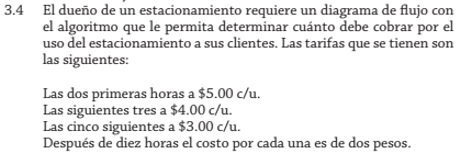 3.4 El dueño de un estacionamiento requiere un diagrama de flujo con
el algoritmo que le permita determinar cuánto debe cobrar por el
uso del estacionamiento a sus clientes. Las tarifas que se tienen son
las siguientes:
Las dos primeras horas a $5.00 c/u.
Las siguientes tres a $4.00 c/u.
Las cinco siguientes a $3.00 c/u.
Después de diez horas el costo por cada una es de dos pesos.